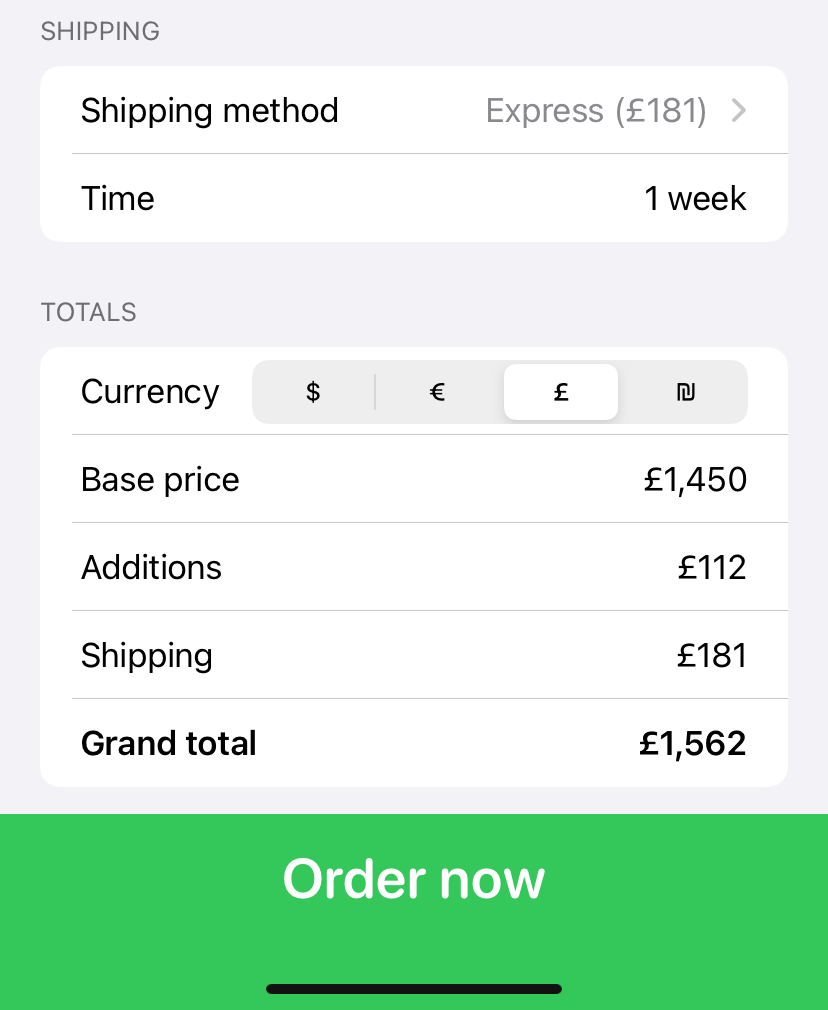 SHIPPING
Shipping method Express (£181)
Time 1 week
TOTALS
Currency $ € £ ₪
Base price £1,450
Additions £112
Shipping £181
Grand total £1,562
Order now